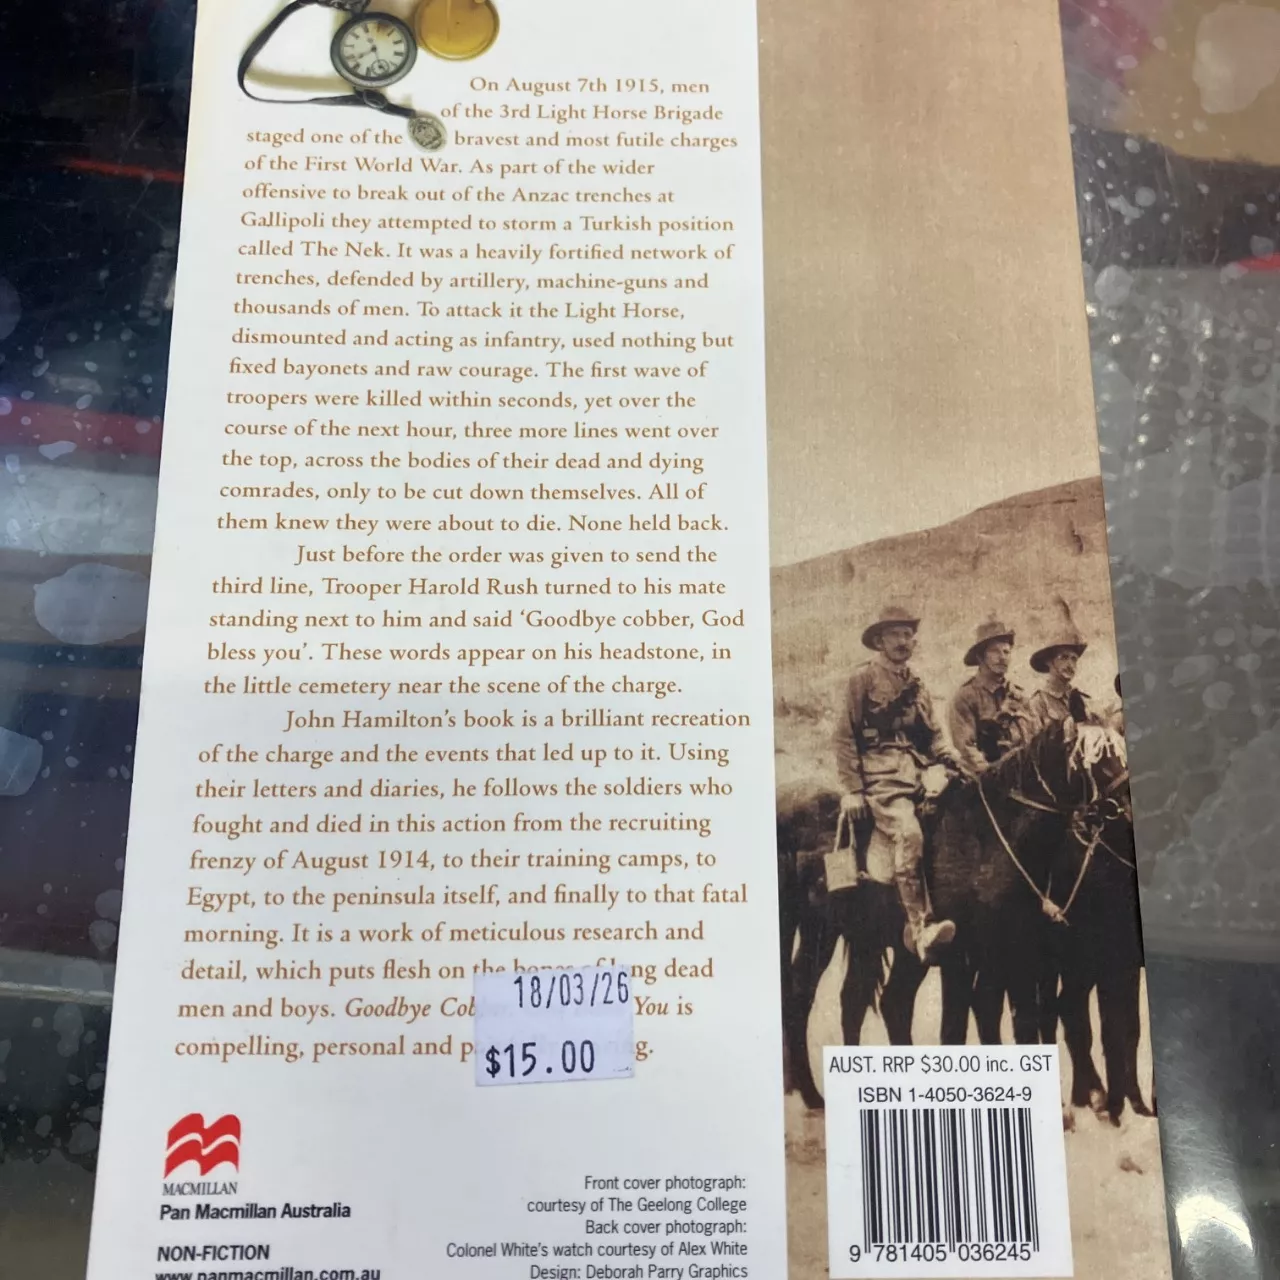 On August 7th 1915, men
of the 3rd Light Horse Brigade
staged one of the bravest and most futile charges
of the First World War. As part of the wider
offensive to break out of the Anzac trenches at
Gallipoli they attempted to storm a Turkish position
called The Nek. It was a heavily fortified network of
trenches, defended by artillery, machine-guns and
thousands of men. To attack it the Light Horse,
dismounted and acting as infantry, used nothing but
fixed bayonets and raw courage. The first wave of
troopers were killed within seconds, yet over the
course of the next hour, three more lines went over
the top, across the bodies of their dead and dying
comrades, only to be cut down themselves. All of
them knew they were about to die. None held back.
Just before the order was given to send the
third line, Trooper Harold Rush turned to his mate
standing next to him and said ‘Goodbye cobber, God
bless you’. These words appear on his headstone, in
the little cemetery near the scene of the charge.
John Hamilton’s book is a brilliant recreation
of the charge and the events that led up to it. Using
their letters and diaries, he follows the soldiers who
fought and died in this action from the recruiting
frenzy of August 1914, to their training camps, to
Egypt, to the peninsula itself, and finally to that fatal
morning. It is a work of meticulous research and
detail, which puts flesh on the bones of long dead
men and boys. Goodbye You is
compelling, personal and
18/03/26
$15.00
MACMILLAN
Pan Macmillan Australia
NON-FICTION
www.panmacmillan.com.au
Front cover photograph:
courtesy of The Geelong College
Back cover photograph:
Colonel White's watch courtesy of Alex White
Design: Deborah Parry Graphics
AUST. RRP $30.00 inc. GST
ISBN 1-4050-3624-9
9 781405 036245